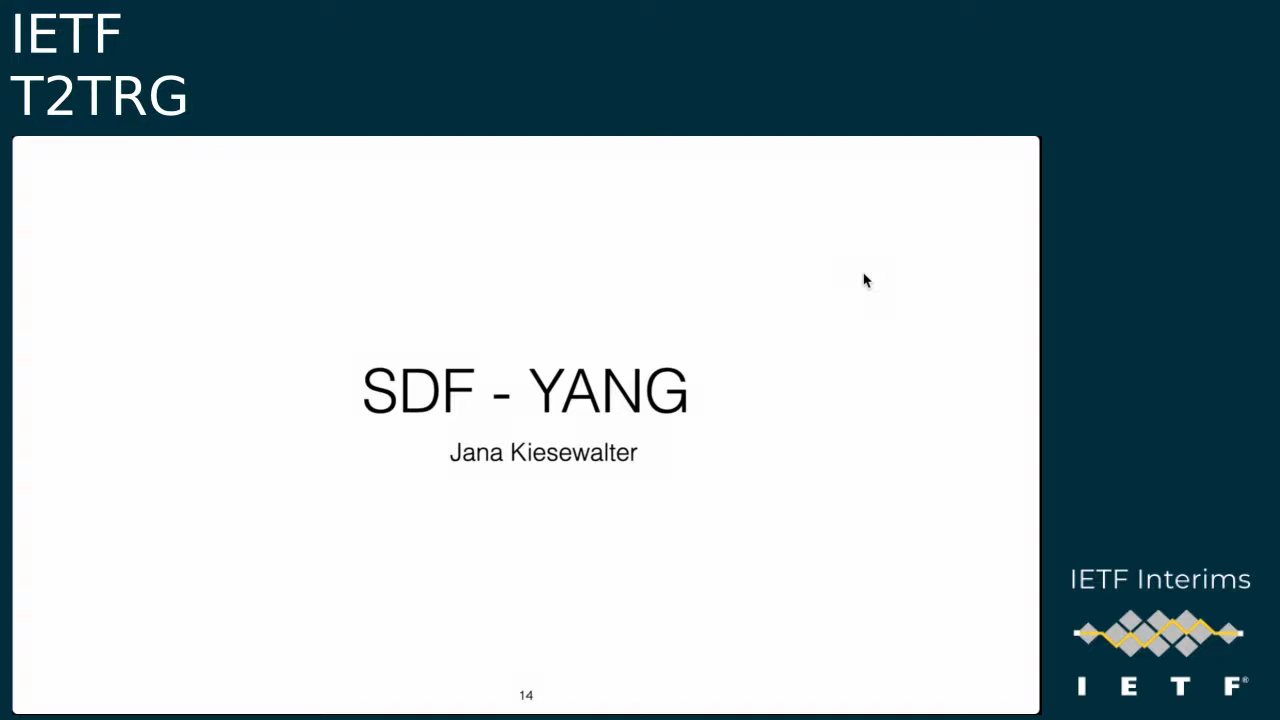 IETF
T2TRG
SDF - YANG
Jana Kiesewalter
14
IETF Interims
I E T F®